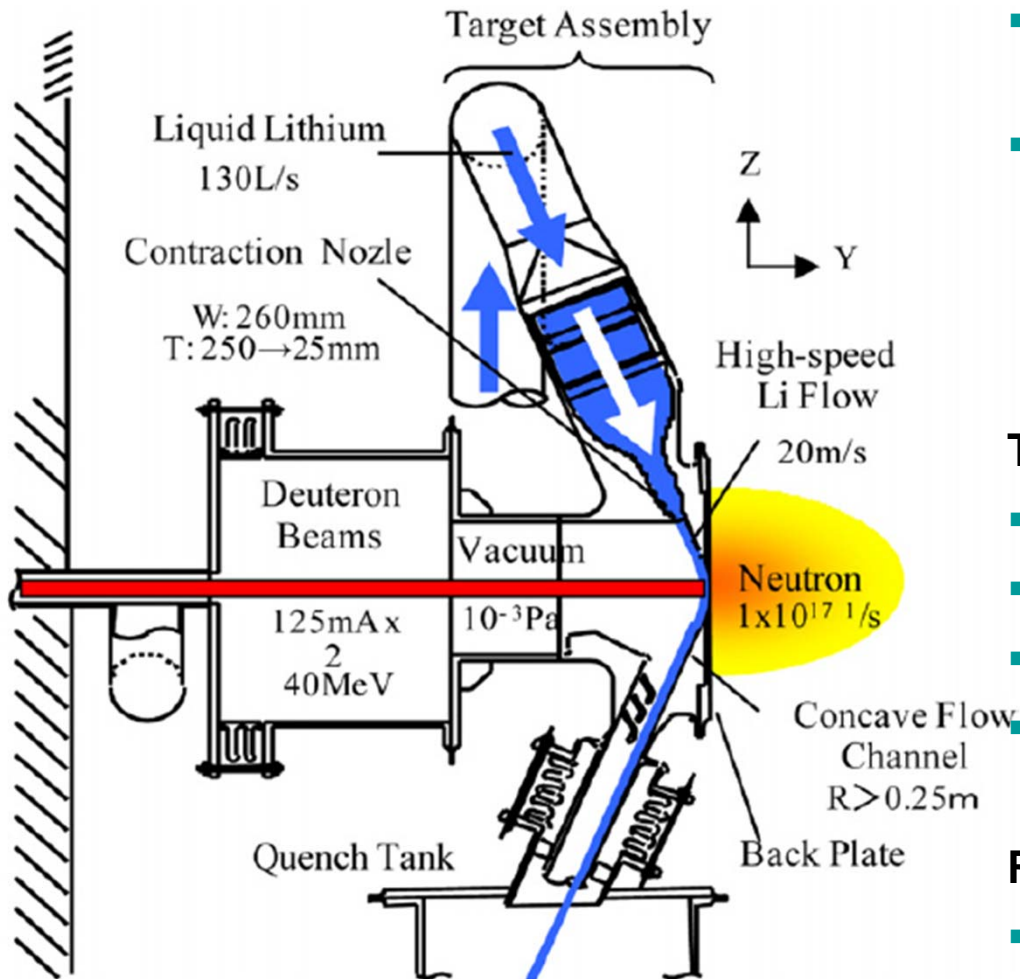 Target Assembly
Liquid Lithium
130L/s
Z
Y
Contraction Nozzle
W: 260mm
T: 250→25mm
High-speed
Li Flow
20m/s
Deuteron
Beams
125mA x
2
40MeV
Vacuum
10⁻³Pa
Neutron
1x10¹⁷ ¹/s
Concave Flow
Channel
R＞0.25m
Back Plate
Quench Tank